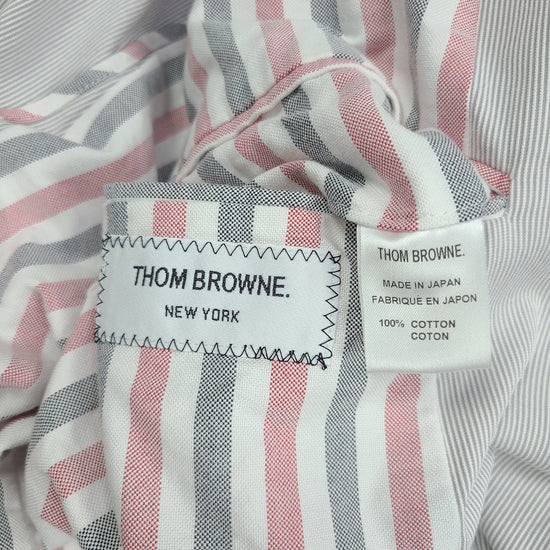 THOM BROWNE.
NEW YORK
THOM BROWNE.
MADE IN JAPAN
FABRIQUE EN JAPON
100% COTTON
COTON